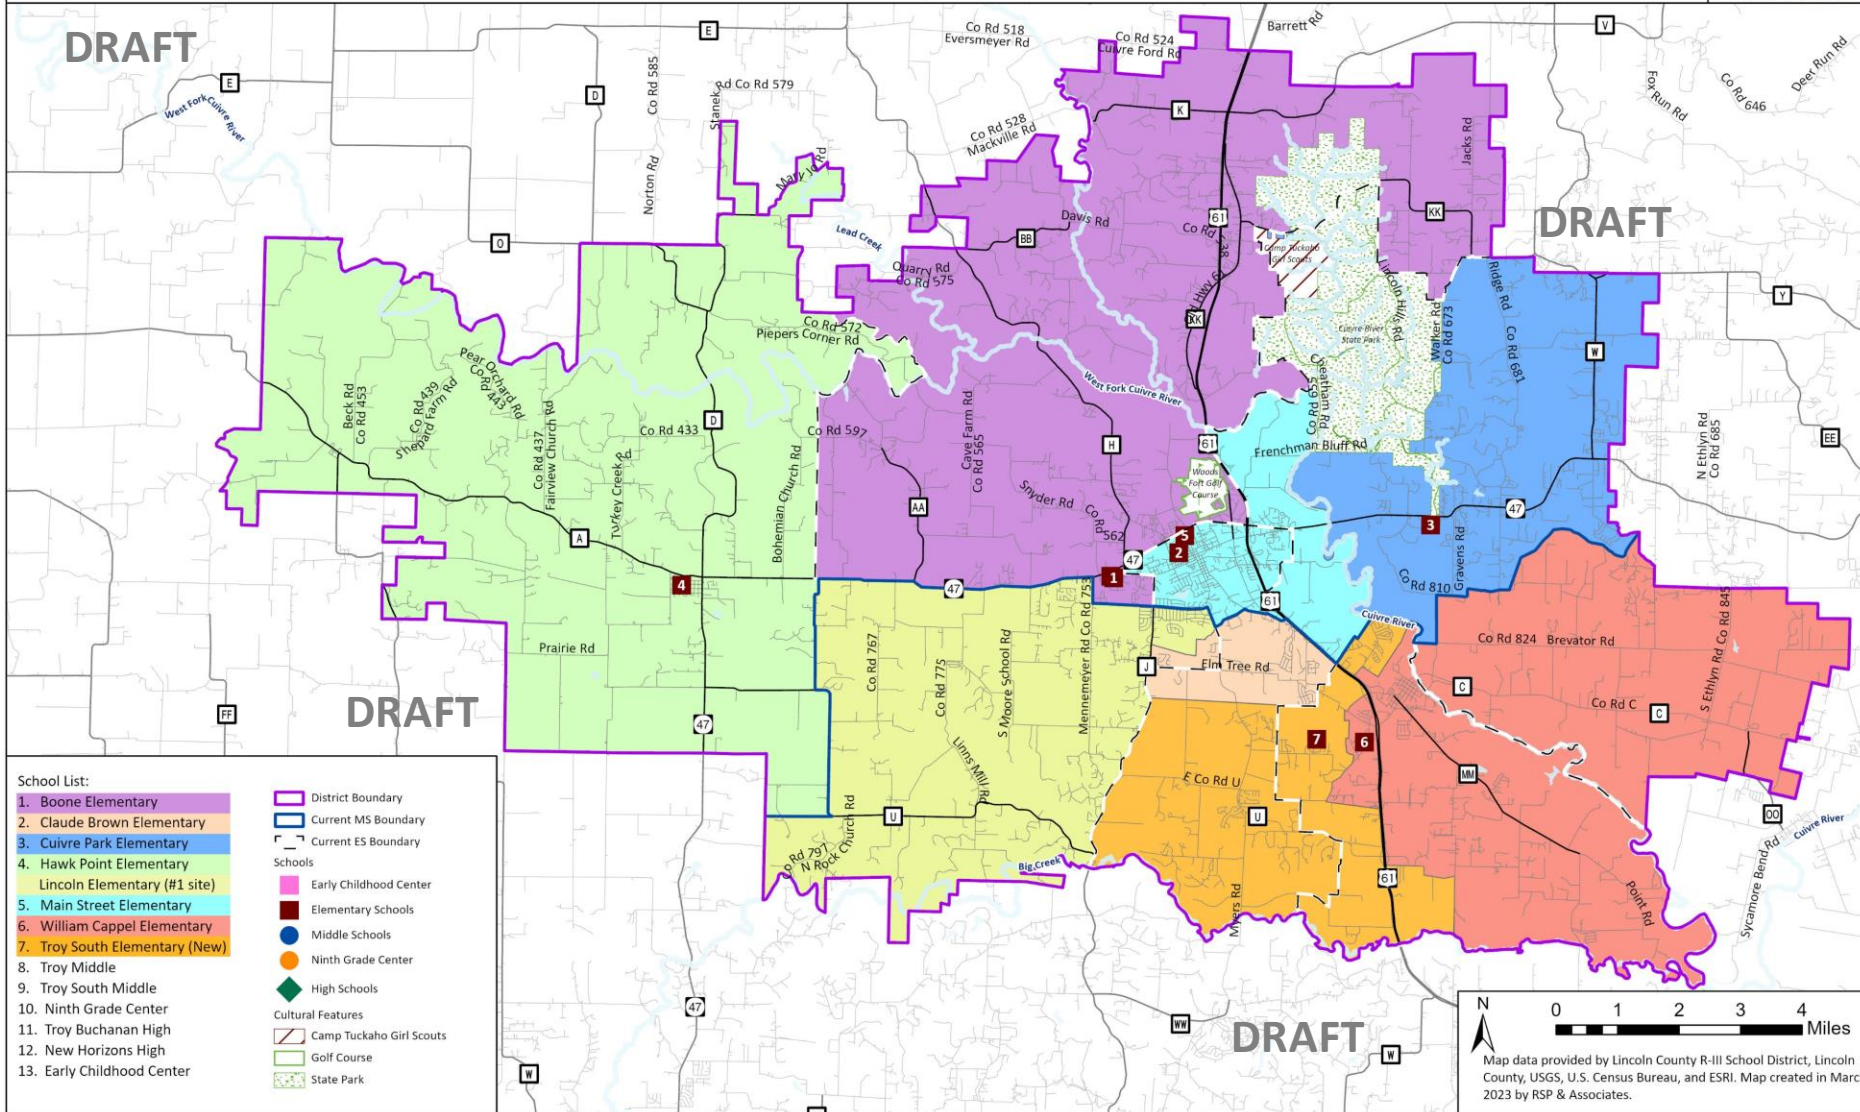 DRAFT
E
E
D
O
Co Rd 585
Stanek Rd
Co Rd 579
Norton Rd
Mary Jo Rd
West Fork Cuivre River
Co Rd 518
Eversmeyer Rd
Co Rd 524
Cuivre Ford Rd
Barrett Rd
V
Fox Run Rd
Co Rd 646
Deer Run Rd
K
Co Rd 528
Mackville Rd
Jacks Rd
KK
DRAFT
Davis Rd
BB
61
Co Rd 538
Lead Creek
Quarry Rd
Co Rd 575
Camp Tuckaho
Girl Scouts
Lincoln Hills Rd
Old Hwy 61
KK
Cuivre River
State Park
Walker Rd
Co Rd 673
Ridge Rd
Co Rd 681
W
Y
Co Rd 572
Piepers Corner Rd
Pear Orchard Rd
Co Rd 443
Co Rd 439
Shepard Farm Rd
Beck Rd
Co Rd 453
Co Rd 437
Fairview Church Rd
Turkey Creek Rd
Co Rd 433
D
Bohemian Church Rd
Co Rd 597
Cave Farm Rd
Co Rd 565
H
West Fork Cuivre River
Cheatham Rd
Co Rd 655
Frenchman Bluff Rd
61
N Ethlyn Rd
Co Rd 685
EE
Woods
Fort Golf
Course
AA
Snyder Rd
Co Rd 562
A
47
3
47
5
2
1
4
47
Gravens Rd
Co Rd 810
61
Cuivre River
Prairie Rd
Co Rd 767
Co Rd 775
S Moore School Rd
Mennemeyer Rd Co Rd 753
J
Elm Tree Rd
Co Rd 824 Brevator Rd
S Ethlyn Rd Co Rd 845
C
Co Rd C
C
DRAFT
FF
47
7
6
Linns Mill Rd
E Co Rd U
MM
U
U
OO
Cuivre River
Co Rd 797
N Rock Church Rd
Big Creek
61
Myers Rd
Point Rd
Sycamore Bend Rd
47
WW
W
W
DRAFT
School List:
1. Boone Elementary
2. Claude Brown Elementary
3. Cuivre Park Elementary
4. Hawk Point Elementary
Lincoln Elementary (#1 site)
5. Main Street Elementary
6. William Cappel Elementary
7. Troy South Elementary (New)
8. Troy Middle
9. Troy South Middle
10. Ninth Grade Center
11. Troy Buchanan High
12. New Horizons High
13. Early Childhood Center
District Boundary
Current MS Boundary
Current ES Boundary
Schools
Early Childhood Center
Elementary Schools
Middle Schools
Ninth Grade Center
High Schools
Cultural Features
Camp Tuckaho Girl Scouts
Golf Course
State Park
N
0 1 2 3 4
Miles
Map data provided by Lincoln County R-III School District, Lincoln
County, USGS, U.S. Census Bureau, and ESRI. Map created in Marc
2023 by RSP & Associates.